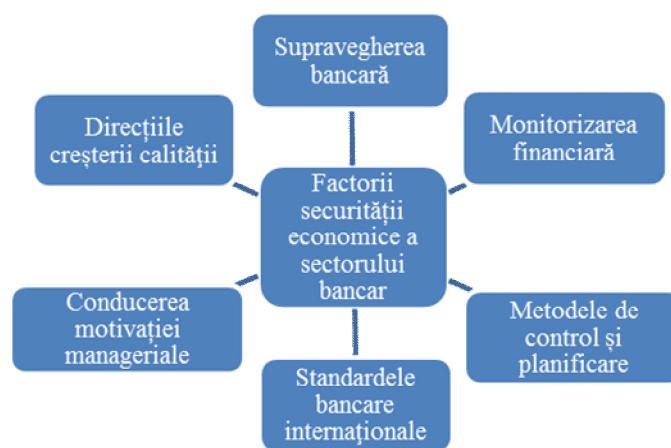 Supravegherea
bancară
Direcțiile
creșterii calității
Monitorizarea
financiară
Factorii
securității
economice a
sectorului
bancar
Conducerea
motivației
manageriale
Metodele de
control și
planificare
Standardele
bancare
internaționale